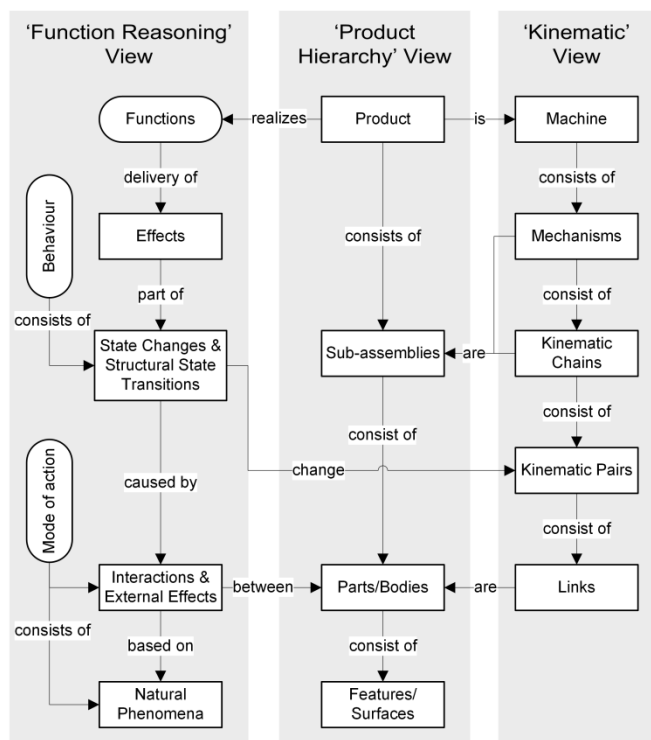 'Function Reasoning'
View
'Product
Hierarchy' View
'Kinematic'
View
Functions
realizes
Product
is
Machine
delivery of
consists of
Behaviour
Effects
consists of
Mechanisms
part of
consist of
consists of
State Changes &
Structural State
Transitions
Sub-assemblies
are
Kinematic
Chains
consist of
consist of
Mode of action
caused by
change
Kinematic Pairs
consist of
Interactions &
External Effects
between
Parts/Bodies
are
Links
consists of
based on
consist of
Natural
Phenomena
Features/
Surfaces